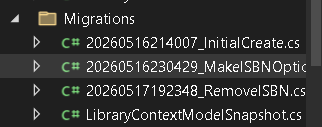 Migrations
C# 20260516214007_InitialCreate.cs
C# 20260516230429_MakeISBNOptic
C# 20260517192348_RemoveISBN.cs
C# LibraryContextModelSnapshot.cs